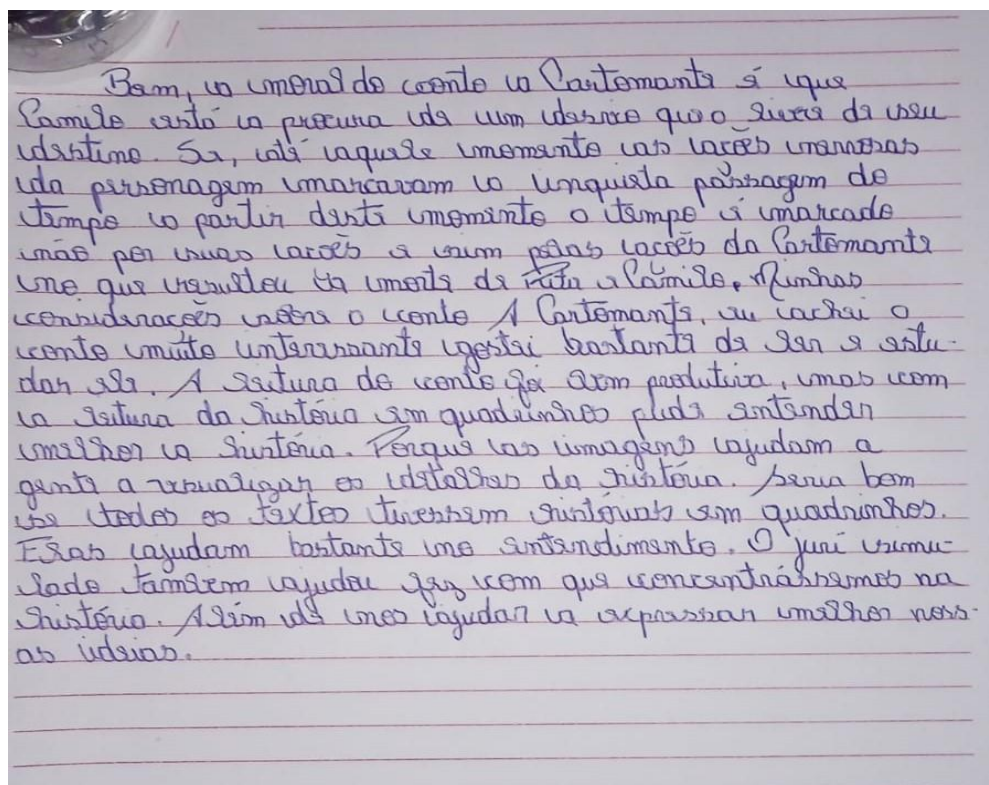 Bem, a moral do conto a Cartomante é que
Camilo está a procura de um desvio que o livra de seu
destino. Se, até aquele momento as ações narradas
da personagem marcavam a inquieta passagem do
tempo a partir deste momento o tempo é marcado
não por suas ações e sim pelas ações da Cartomante
no que resultou na morte de Rita e Camilo. Minhas
considerações sobre o conto A Cartomante, eu achei o
conto muito interessante gostei bastante de ler e estu-
dar ele. A leitura do conto foi bem produtiva, mas com
a leitura da história em quadrinhos pude entender
melhor a história. Porque as imagens ajudam a
gente a visualizar os detalhes da história. Seria bom
se todos os textos tivessem histórias em quadrinhos.
Elas ajudam bastante no entendimento. O juri simu-
lado também ajudou fez com que concentrássemos na
história. Além de nos ajudar a expressar melhor noss-
as ideias.